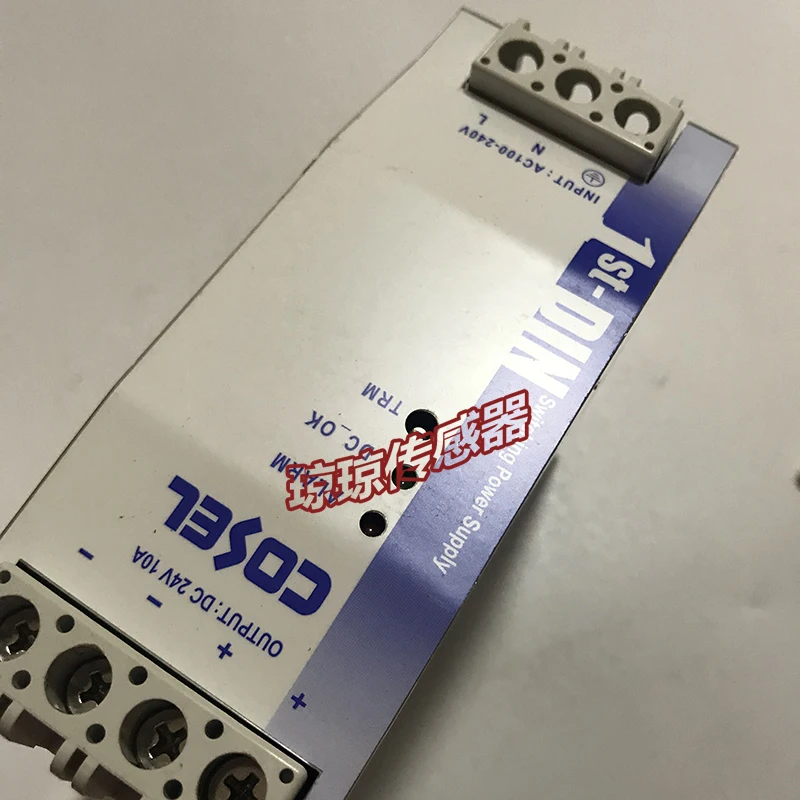 L
N
INPUT : AC100-240V
1st-DIN
Switching Power Supply
TRM
DC_OK
ALARM
琼琼传感器
COSEL
OUTPUT : DC 24V 10A
- - + +